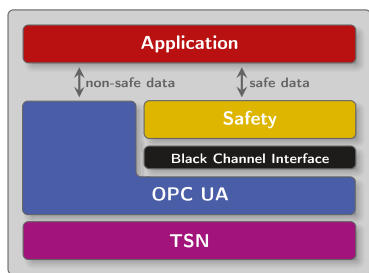 Application
non-safe data
safe data
Safety
Black Channel Interface
OPC UA
TSN